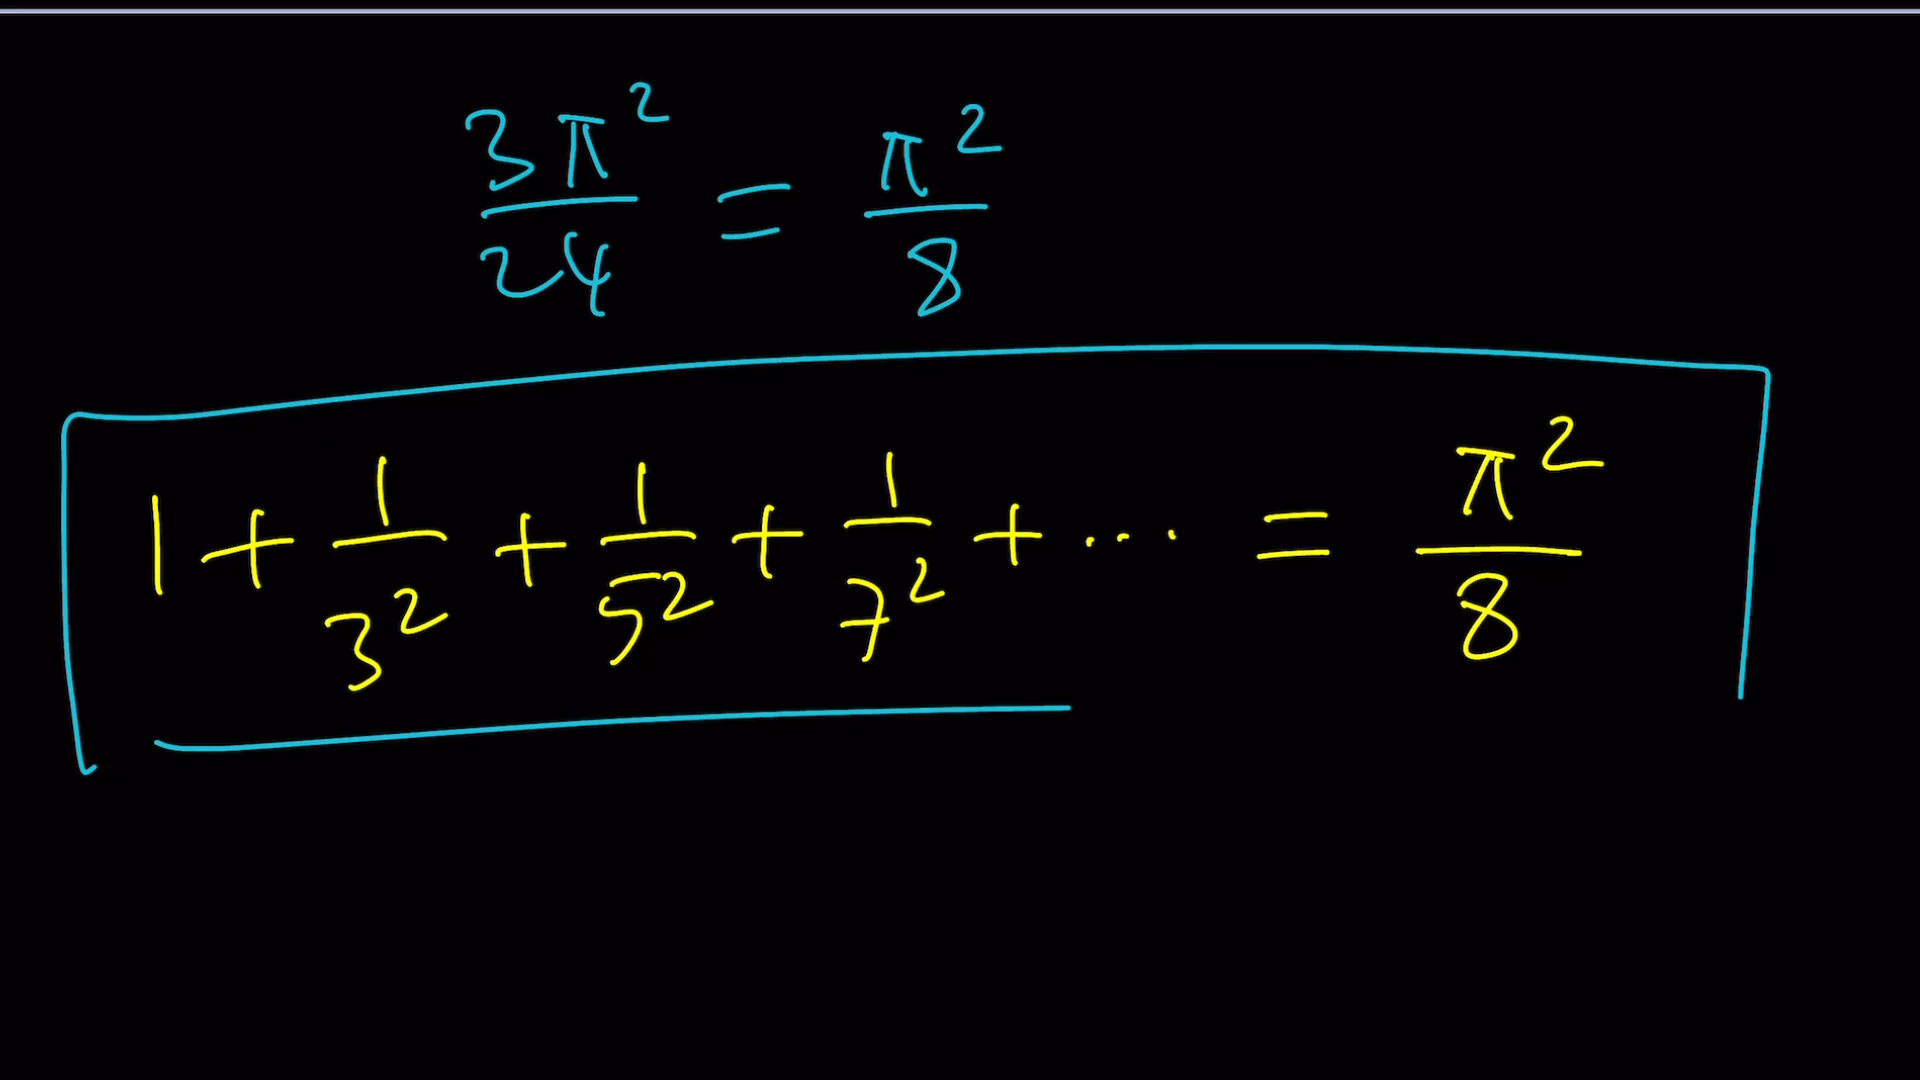 3π²/24 = π²/8
1 + 1/3² + 1/5² + 1/7² + ... = π²/8